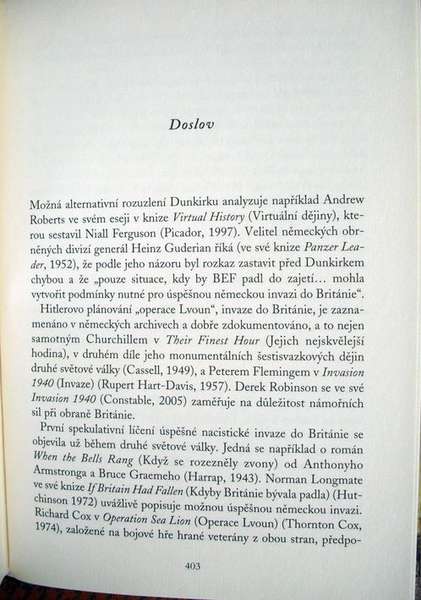 Doslov
Možná alternativní rozuzlení Dunkirku analyzuje například Andrew
Roberts ve svém eseji v knize Virtual History (Virtuální dějiny), kte-
rou sestavil Niall Ferguson (Picador, 1997). Velitel německých obr-
něných divizí generál Heinz Guderian říká (ve své knize Panzer Lea-
der, 1952), že podle jeho názoru byl rozkaz zastavit před Dunkirkem
chybou a že „pouze situace, kdy by BEF padl do zajetí… mohla
vytvořit podmínky nutné pro úspěšnou německou invazi do Británie“.
Hitlerovo plánování „operace Lvoun“, invaze do Británie, je zazna-
menáno v německých archivech a dobře zdokumentováno, a to nejen
samotným Churchillem v Their Finest Hour (Jejich nejskvělejší
hodina), v druhém díle jeho monumentálních šestisvazkových dějin
druhé světové války (Cassell, 1949), a Peterem Flemingem v Invasion
1940 (Invaze) (Rupert Hart-Davis, 1957). Derek Robinson se ve své
Invasion 1940 (Constable, 2005) zaměřuje na důležitost námořních
sil při obraně Británie.
První spekulativní líčení úspěšné nacistické invaze do Británie se
objevila už během druhé světové války. Jedná se například o román
When the Bells Rang (Když se rozezněly zvony) od Anthonyho
Armstronga a Bruce Graemeho (Harrap, 1943). Norman Longmate
ve své knize If Britain Had Fallen (Kdyby Británie bývala padla) (Hut-
chinson 1972) uvážlivě popisuje možnou úspěšnou německou invazi.
Richard Cox v Operation Sea Lion (Operace Lvoun) (Thornton Cox,
1974), založené na bojové hře hrané veterány z obou stran, předpo-
403